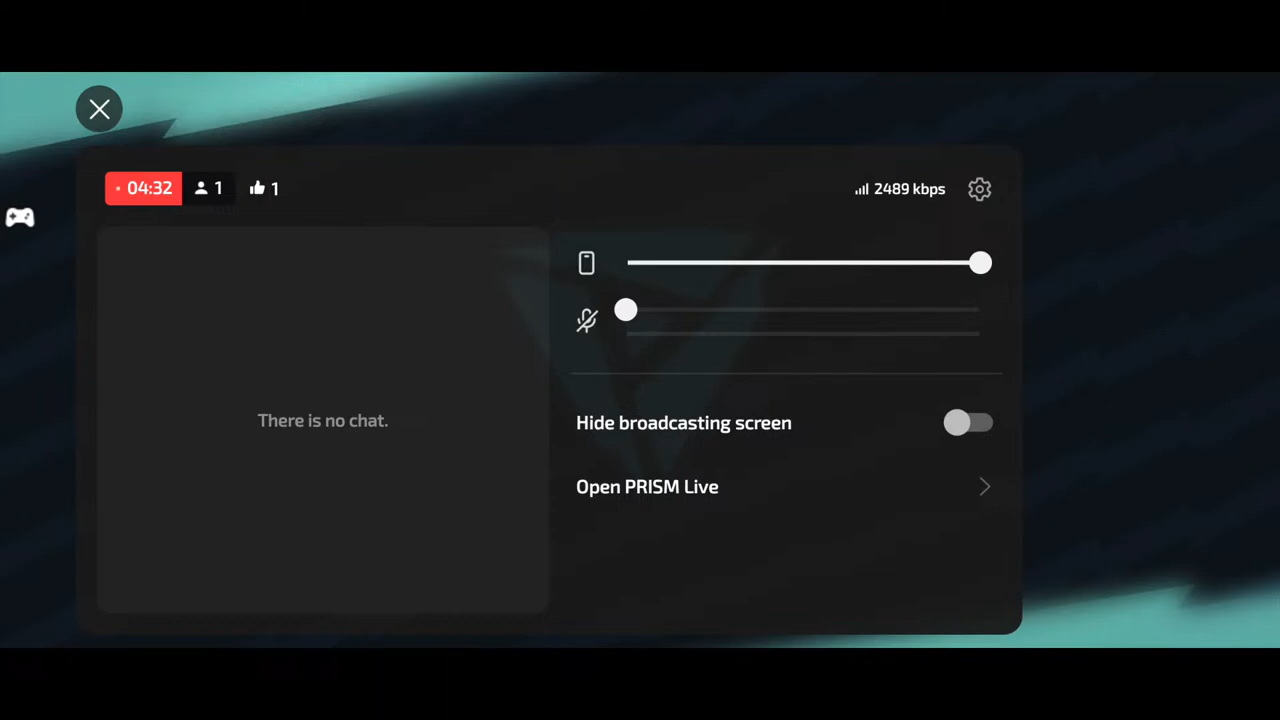 04:32 1 1 2489 kbps
There is no chat.
Hide broadcasting screen
Open PRISM Live